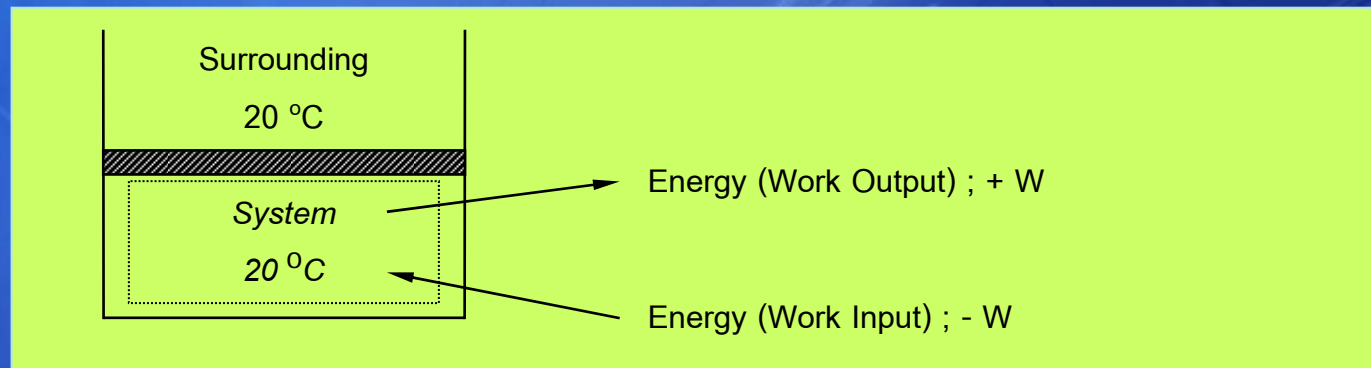 Surrounding
20 °C
Energy (Work Output) ; + W
System
20 °C
Energy (Work Input) ; - W